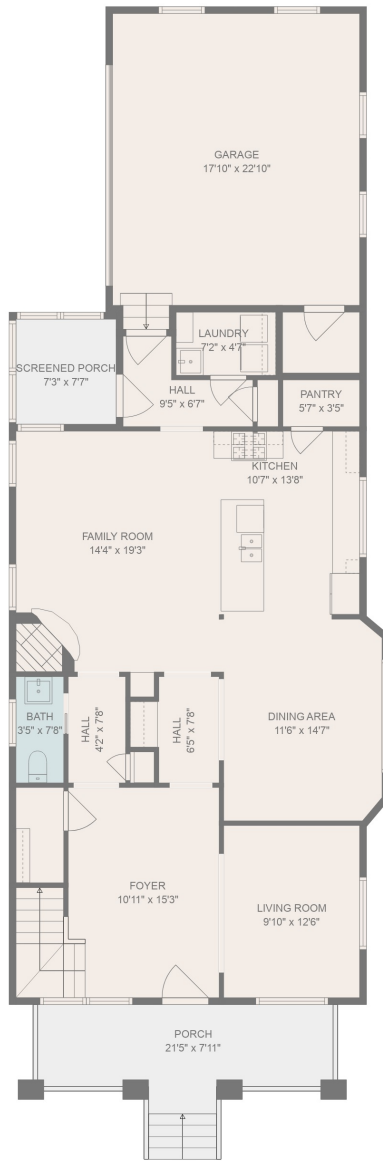 GARAGE
17'10" x 22'10"
LAUNDRY
7'2" x 4'7"
SCREENED PORCH
7'3" x 7'7"
HALL
9'5" x 6'7"
PANTRY
5'7" x 3'5"
KITCHEN
10'7" x 13'8"
FAMILY ROOM
14'4" x 19'3"
BATH
3'5" x 7'8"
HALL
4'2" x 7'8"
HALL
6'5" x 7'8"
DINING AREA
11'6" x 14'7"
FOYER
10'11" x 15'3"
LIVING ROOM
9'10" x 12'6"
PORCH
21'5" x 7'11"